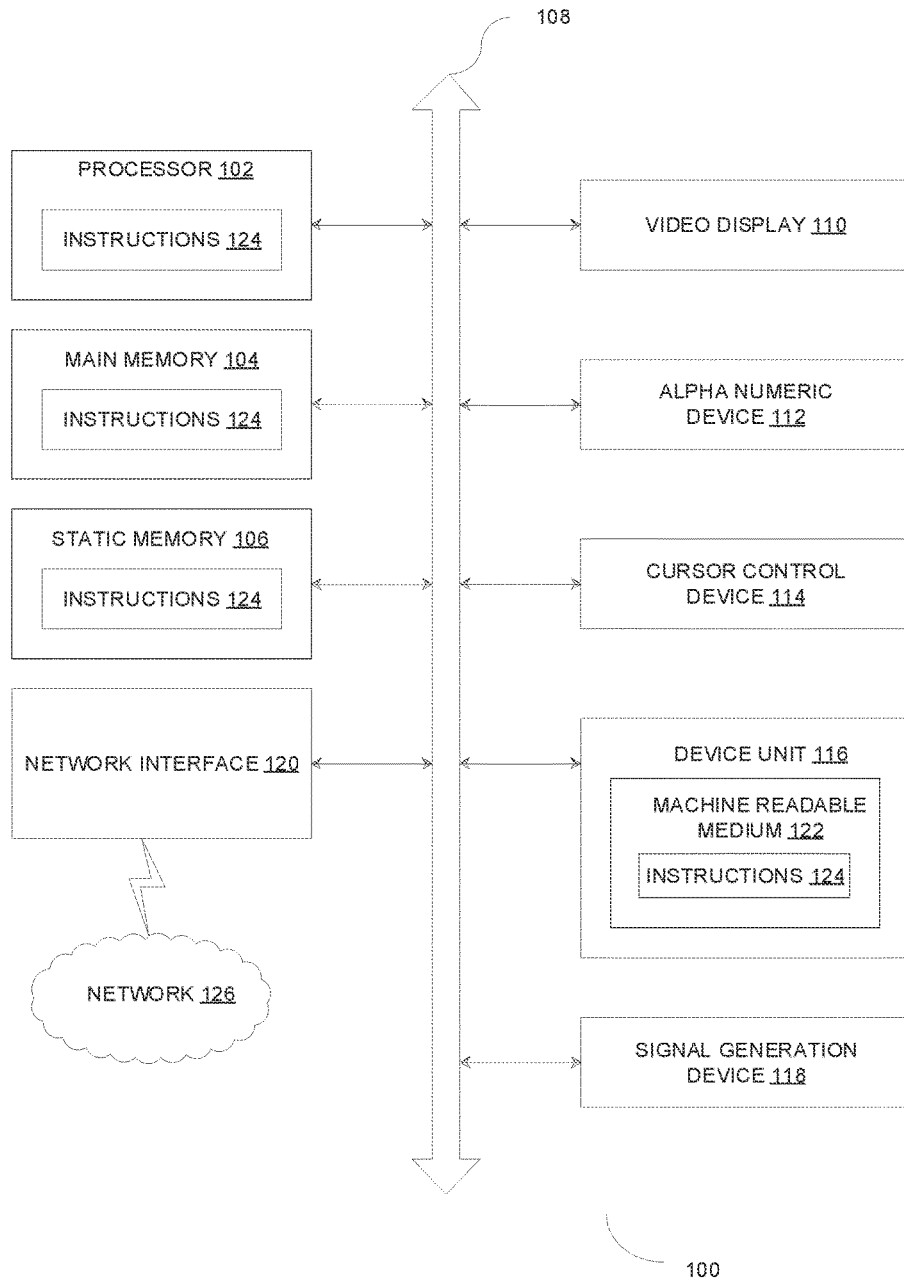 108
PROCESSOR 102
INSTRUCTIONS 124
MAIN MEMORY 104
INSTRUCTIONS 124
STATIC MEMORY 106
INSTRUCTIONS 124
NETWORK INTERFACE 120
NETWORK 126
VIDEO DISPLAY 110
ALPHA NUMERIC
DEVICE 112
CURSOR CONTROL
DEVICE 114
DEVICE UNIT 116
MACHINE READABLE
MEDIUM 122
INSTRUCTIONS 124
SIGNAL GENERATION
DEVICE 118
100